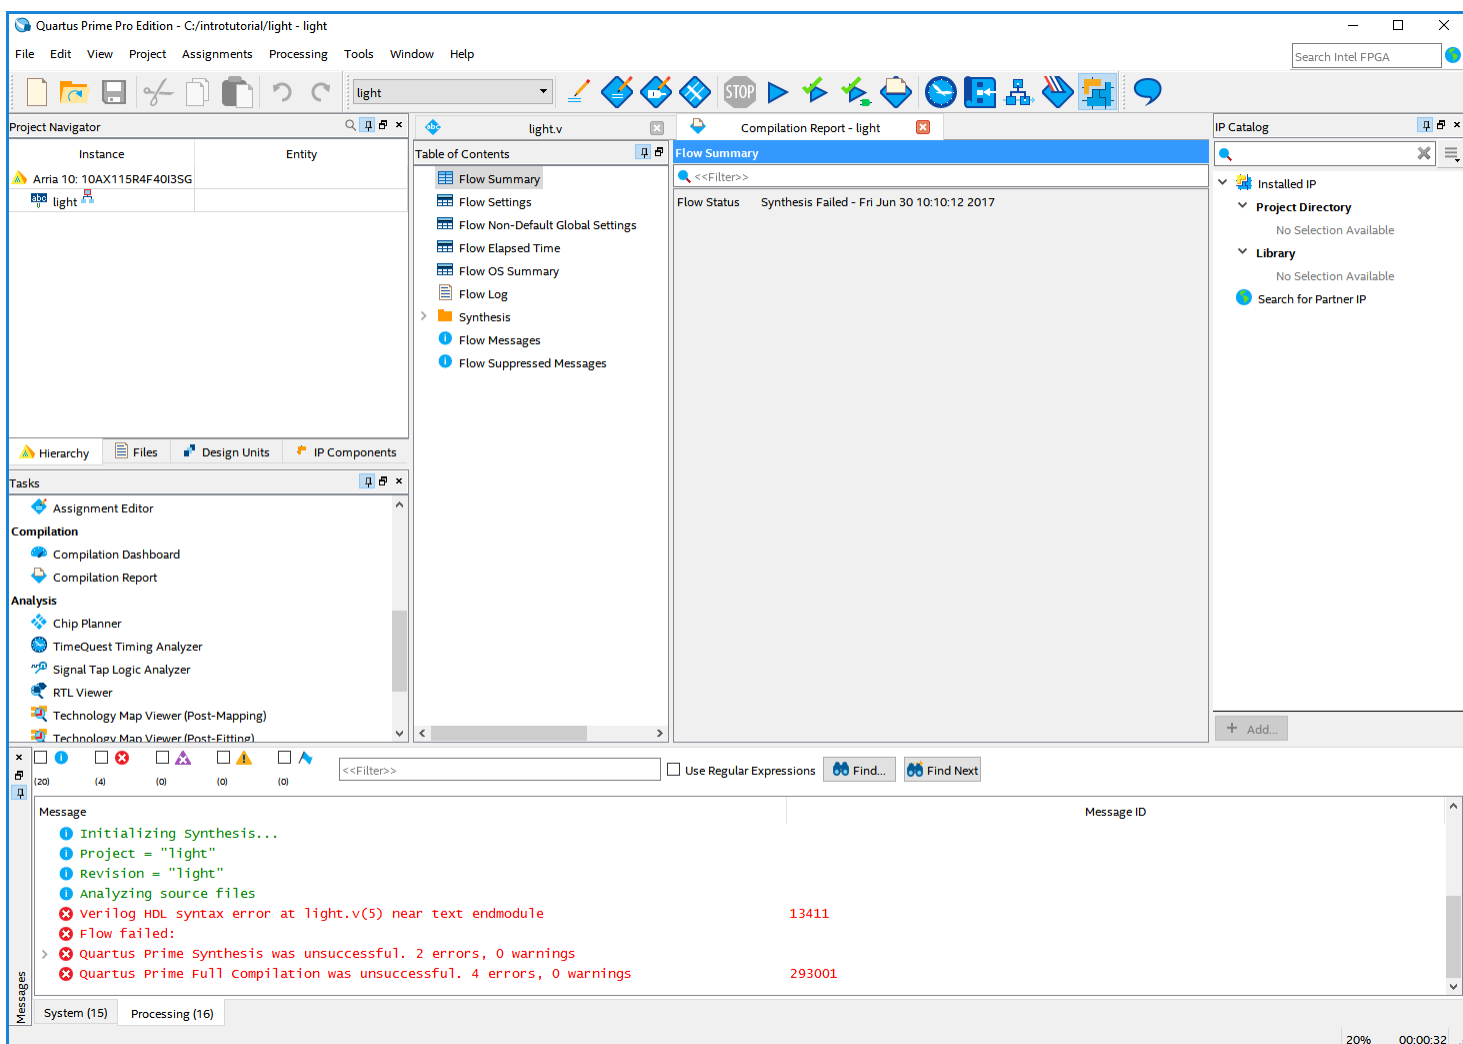 Quartus Prime Pro Edition - C:/introtutorial/light - light
File Edit View Project Assignments Processing Tools Window Help
Search Intel FPGA
light
STOP
Project Navigator
Instance Entity
Arria 10: 10AX115R4F40I3SG
abc light
Hierarchy Files Design Units IP Components
Tasks
Assignment Editor
Compilation
Compilation Dashboard
Compilation Report
Analysis
Chip Planner
TimeQuest Timing Analyzer
Signal Tap Logic Analyzer
RTL Viewer
Technology Map Viewer (Post-Mapping)
Technology Map Viewer (Post-Fitting)
abc light.v
Compilation Report - light
Table of Contents
Flow Summary
Flow Settings
Flow Non-Default Global Settings
Flow Elapsed Time
Flow OS Summary
Flow Log
Synthesis
Flow Messages
Flow Suppressed Messages
Flow Summary
<<Filter>>
Flow Status Synthesis Failed - Fri Jun 30 10:10:12 2017
IP Catalog
Installed IP
Project Directory
No Selection Available
Library
No Selection Available
Search for Partner IP
+ Add...
(20) (4) (0) (0) (0)
<<Filter>>
Use Regular Expressions Find... Find Next
Message Message ID
Initializing Synthesis...
Project = "light"
Revision = "light"
Analyzing source files
Verilog HDL syntax error at light.v(5) near text endmodule 13411
Flow failed:
Quartus Prime Synthesis was unsuccessful. 2 errors, 0 warnings
Quartus Prime Full Compilation was unsuccessful. 4 errors, 0 warnings 293001
Messages
System (15) Processing (16)
20% 00:00:32